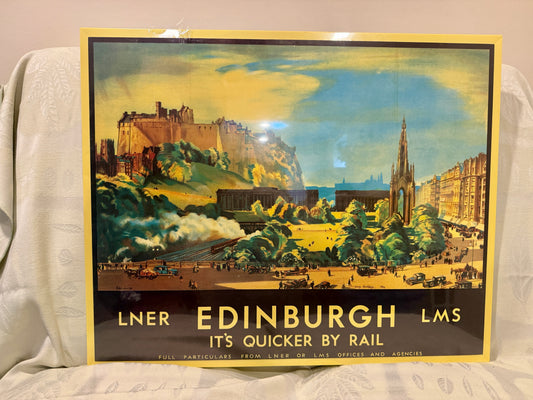 LNER EDINBURGH LMS
IT'S QUICKER BY RAIL
FULL PARTICULARS FROM LNER OR LMS OFFICES AND AGENCIES